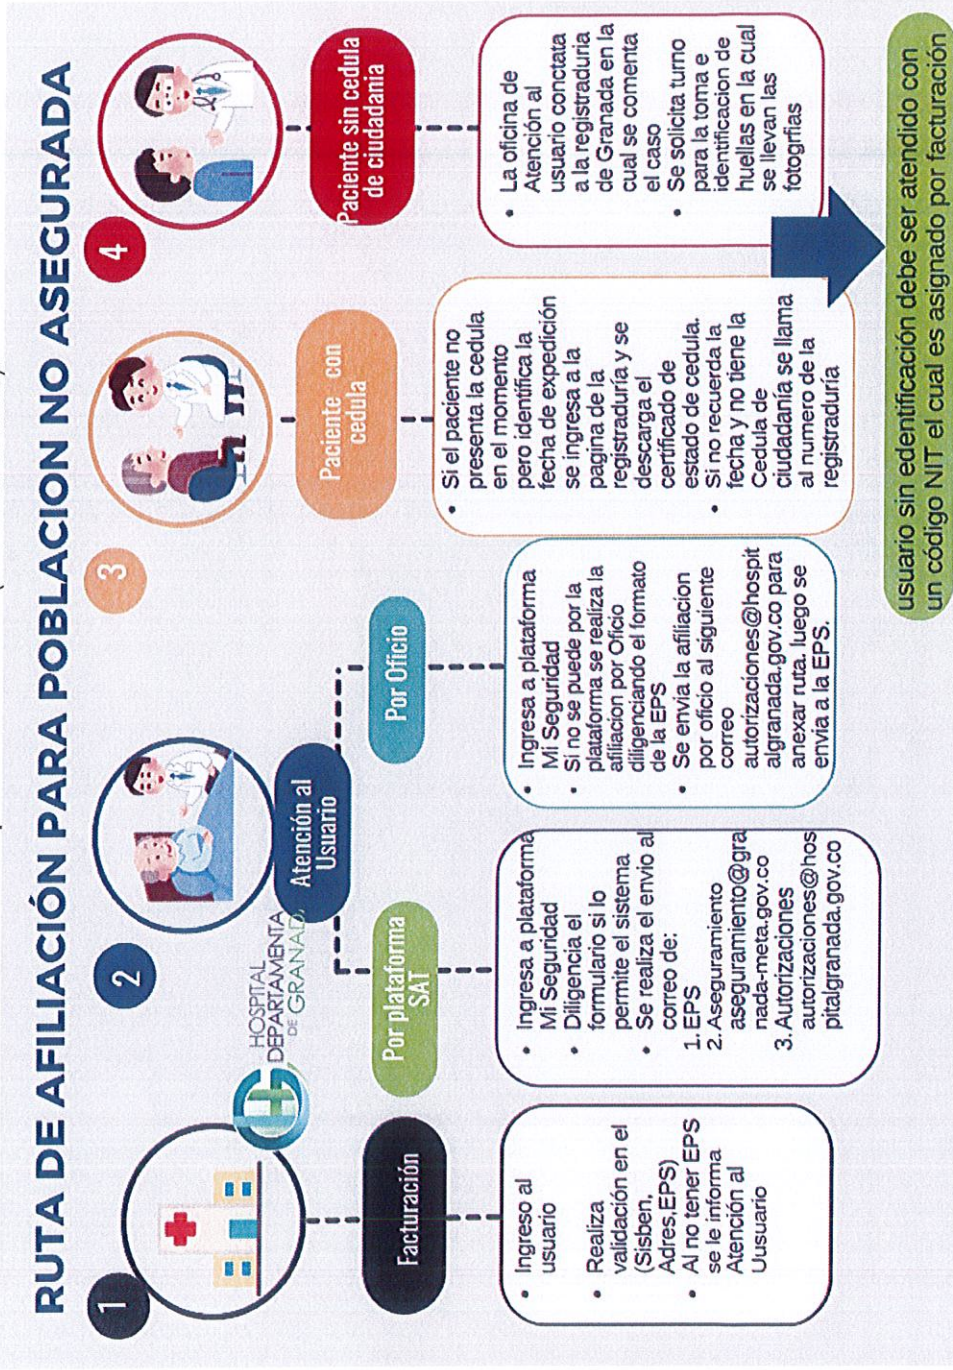 RUTA DE AFILIACIÓN PARA POBLACION NO ASEGURADA
1
HOSPITAL
DEPARTAMENTA
DE GRANADA
Facturación
Ingreso al
usuario
Realiza
validación en el
(Sisben,
Adres,EPS)
Al no tener EPS
se le informa
Atención al
Uusuario
2
Atención al
Usuario
Por plataforma
SAT
Ingresa a plataforma
Mi Seguridad
Diligencia el
formulario si lo
permite el sistema
Se realiza el envio al
correo de:
1. EPS
2. Aseguramiento
aseguramiento@gra
nada-meta.gov.co
3. Autorizaciones
autorizaciones@hos
pitalgranada.gov.co
Por Oficio
Ingresa a plataforma
Mi Seguridad
Si no se puede por la
plataforma se realiza la
afiliacion por Oficio
diligenciando el formato
de la EPS
Se envia la afiliacion
por oficio al siguiente
correo
autorizaciones@hospit
algranada.gov.co para
anexar ruta. luego se
envia a la EPS.
3
Paciente con
cedula
Si el paciente no
presenta la cedula
en el momento
pero identifica la
fecha de expedición
se ingresa a la
pagina de la
registraduría y se
descarga el
certificado de
estado de cedula.
Si no recuerda la
fecha y no tiene la
Cedula de
ciudadanía se llama
al numero de la
registraduría
4
Paciente sin cedula
de ciudadania
La oficina de
Atención al
usuario conctata
a la registraduria
de Granada en la
cual se comenta
el caso
Se solicita turno
para la toma e
identificacion de
huellas en la cual
se llevan las
fotogrfias
usuario sin edentificación debe ser atendido con
un código NIT el cual es asignado por facturación